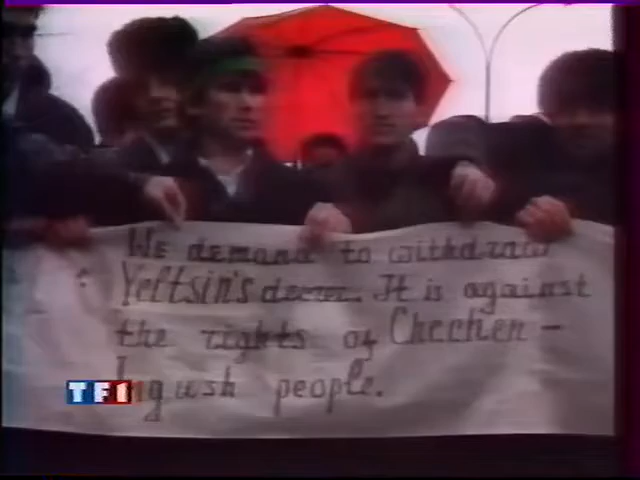 We demand to withdraw
Yeltsin's decree. It is against
the rights of Chechen –
Ingush people.
TF1